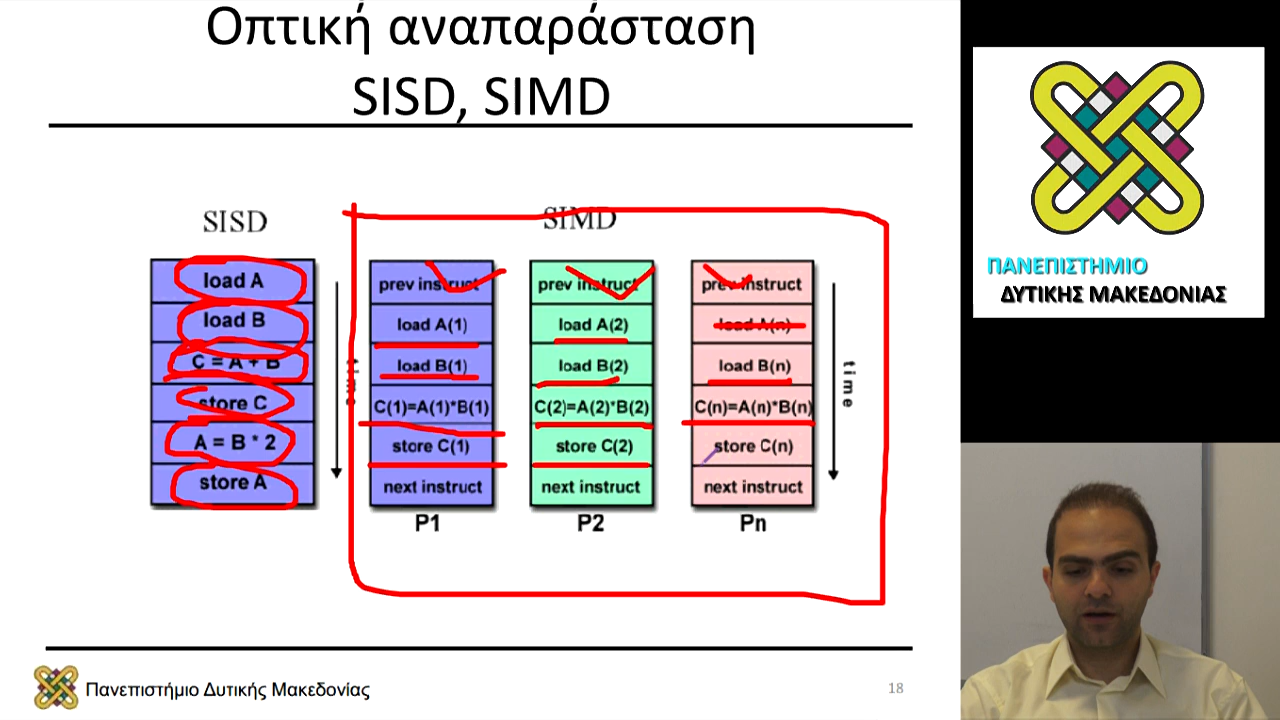 Οπτική αναπαράσταση
SISD, SIMD
SISD
load A
load B
C = A + B
store C
A = B * 2
store A
time
SIMD
prev instruct
load A(1)
load B(1)
C(1)=A(1)*B(1)
store C(1)
next instruct
P1
prev instruct
load A(2)
load B(2)
C(2)=A(2)*B(2)
store C(2)
next instruct
P2
prev instruct
load A(n)
load B(n)
C(n)=A(n)*B(n)
store C(n)
next instruct
Pn
time
Πανεπιστήμιο Δυτικής Μακεδονίας
18
ΠΑΝΕΠΙΣΤΗΜΙΟ
ΔΥΤΙΚΗΣ ΜΑΚΕΔΟΝΙΑΣ